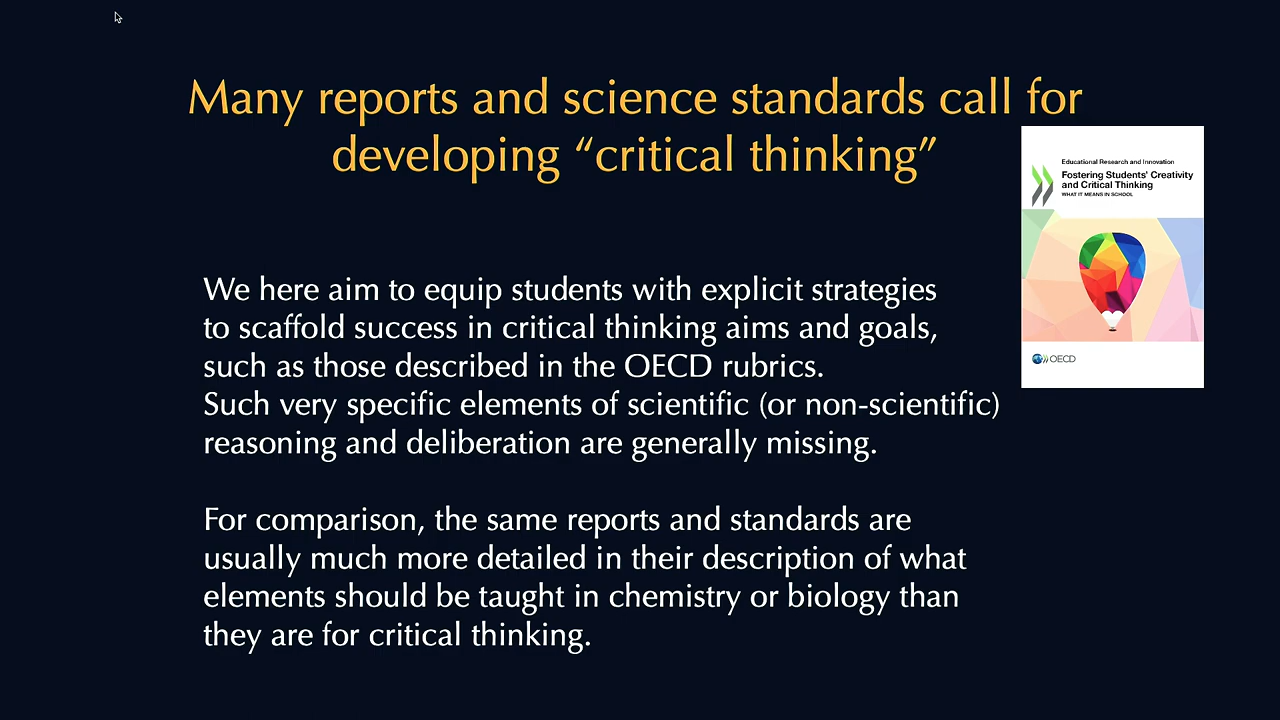 Many reports and science standards call for
developing “critical thinking”
Educational Research and Innovation
Fostering Students' Creativity
and Critical Thinking
WHAT IT MEANS IN SCHOOL
OECD
We here aim to equip students with explicit strategies
to scaffold success in critical thinking aims and goals,
such as those described in the OECD rubrics.
Such very specific elements of scientific (or non-scientific)
reasoning and deliberation are generally missing.
For comparison, the same reports and standards are
usually much more detailed in their description of what
elements should be taught in chemistry or biology than
they are for critical thinking.